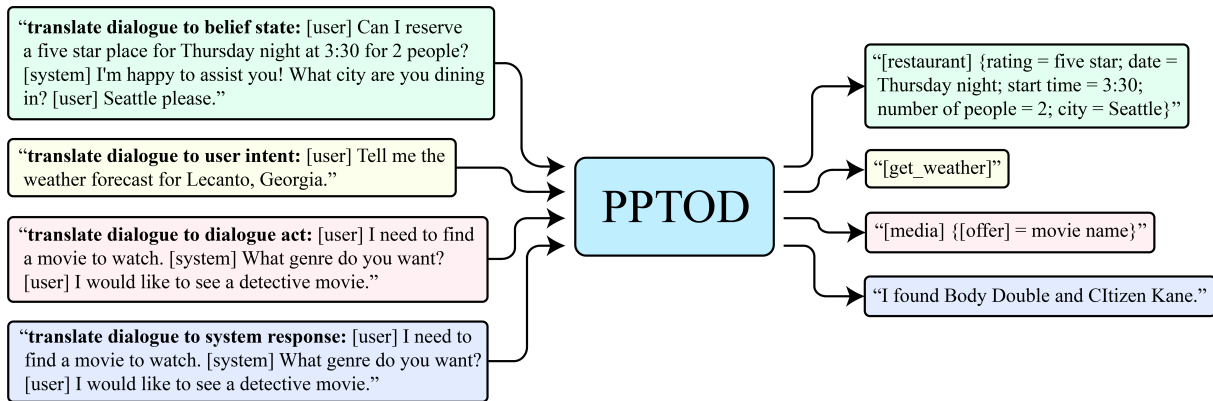 “translate dialogue to belief state: [user] Can I reserve
a five star place for Thursday night at 3:30 for 2 people?
[system] I'm happy to assist you! What city are you dining
in? [user] Seattle please.”
“translate dialogue to user intent: [user] Tell me the
weather forecast for Lecanto, Georgia.”
“translate dialogue to dialogue act: [user] I need to find
a movie to watch. [system] What genre do you want?
[user] I would like to see a detective movie.”
“translate dialogue to system response: [user] I need to
find a movie to watch. [system] What genre do you want?
[user] I would like to see a detective movie.”
PPTOD
“[restaurant] {rating = five star; date =
Thursday night; start time = 3:30;
number of people = 2; city = Seattle}”
“[get_weather]”
“[media] {[offer] = movie name}”
“I found Body Double and CItizen Kane.”